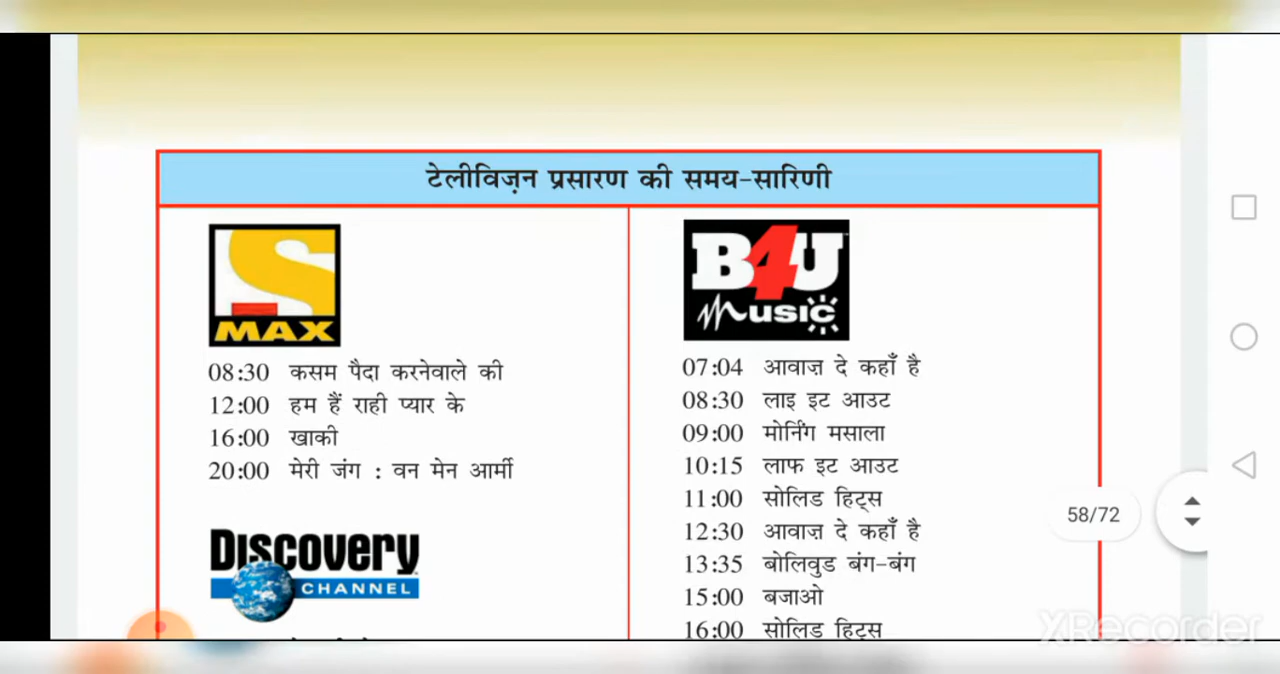 टेलीविज़न प्रसारण की समय-सारिणी
S
MAX
08:30 कसम पैदा करनेवाले की
12:00 हम हैं राही प्यार के
16:00 खाकी
20:00 मेरी जंग : वन मेन आर्मी
DISCOVERY
CHANNEL
B4U
MUSIC
07:04 आवाज़ दे कहाँ है
08:30 लाइ इट आउट
09:00 मोर्निंग मसाला
10:15 लाफ इट आउट
11:00 सोलिड हिट्स
12:30 आवाज़ दे कहाँ है
13:35 बोलिवुड बंग-बंग
15:00 बजाओ
16:00 सोलिड हिट्स
58/72
XRecorder